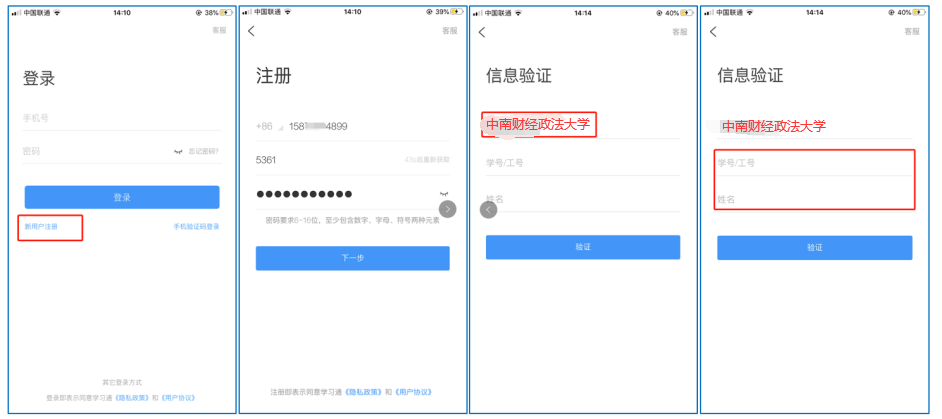 中国联通
14:10
38%
客服
登录
手机号
密码
忘记密码?
登录
新用户注册
手机验证码登录
其它登录方式
登录即表示同意学习通《隐私政策》和《用户协议》
中国联通
14:10
39%
客服
注册
+86 158 4899
5361
43s后重新获取
密码要求6-16位，至少包含数字，字母，符号两种元素
下一步
注册即表示同意学习通《隐私政策》和《用户协议》
中国联通
14:14
40%
客服
信息验证
中南财经政法大学
学号/工号
姓名
验证
中国联通
14:14
40%
客服
信息验证
中南财经政法大学
学号/工号
姓名
验证